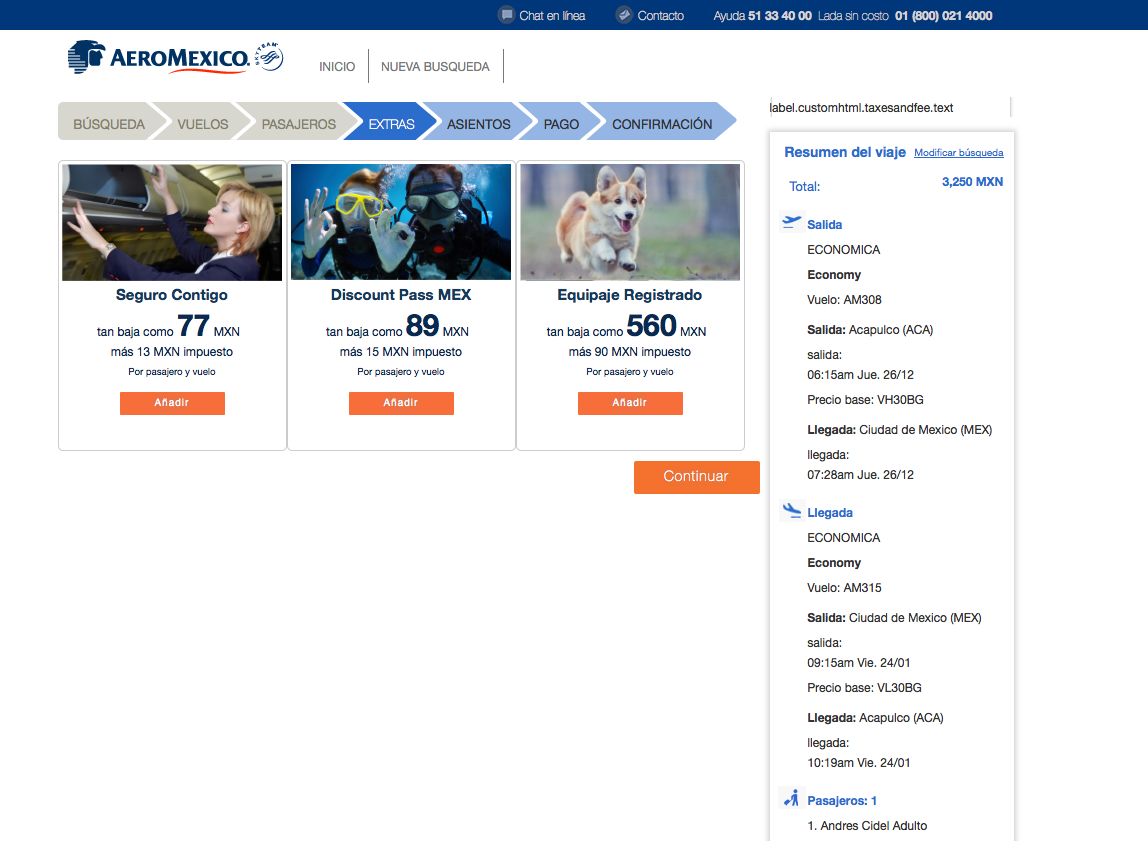 Chat en línea Contacto Ayuda 51 33 40 00 Lada sin costo 01 (800) 021 4000
AEROMEXICO. SKYTEAM
INICIO NUEVA BUSQUEDA
BÚSQUEDA VUELOS PASAJEROS EXTRAS ASIENTOS PAGO CONFIRMACIÓN
Seguro Contigo
tan baja como 77 MXN
más 13 MXN impuesto
Por pasajero y vuelo
Añadir
Discount Pass MEX
tan baja como 89 MXN
más 15 MXN impuesto
Por pasajero y vuelo
Añadir
Equipaje Registrado
tan baja como 560 MXN
más 90 MXN impuesto
Por pasajero y vuelo
Añadir
Continuar
label.customhtml.taxesandfee.text
Resumen del viaje Modificar búsqueda
Total: 3,250 MXN
Salida
ECONOMICA
Economy
Vuelo: AM308
Salida: Acapulco (ACA)
salida:
06:15am Jue. 26/12
Precio base: VH30BG
Llegada: Ciudad de Mexico (MEX)
llegada:
07:28am Jue. 26/12
Llegada
ECONOMICA
Economy
Vuelo: AM315
Salida: Ciudad de Mexico (MEX)
salida:
09:15am Vie. 24/01
Precio base: VL30BG
Llegada: Acapulco (ACA)
llegada:
10:19am Vie. 24/01
Pasajeros: 1
1. Andres Cidel Adulto